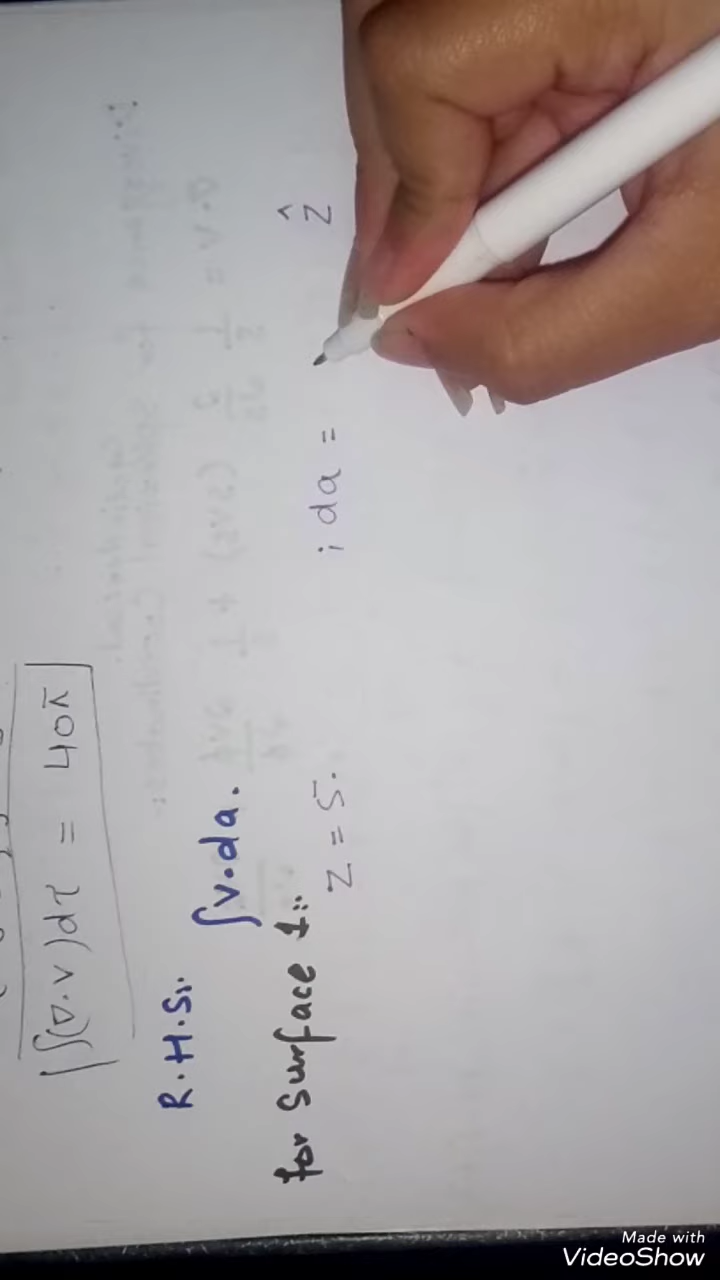 ∫(∇·V)dτ = 40π
R.H.S:
∫V·da.
for Surface 1:
Z = 5. ; da = ẑ
Made with
VideoShow